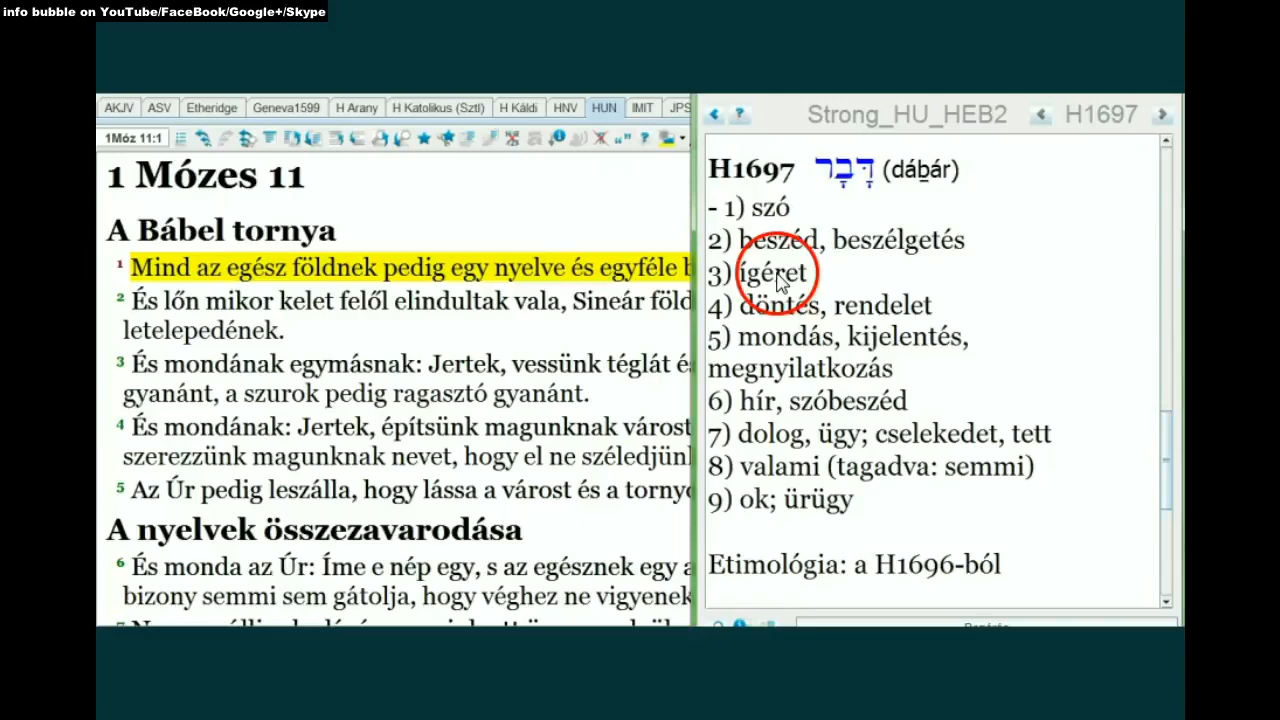 info bubble on YouTube/FaceBook/Google+/Skype
AKJV ASV Etheridge Geneva1599 H Arany H Katolikus (SztI) H Káldi HNV HUN IMIT JPS
1Móz 11:1
1 Mózes 11
A Bábel tornya
1 Mind az egész földnek pedig egy nyelve és egyféle b
2 És lőn mikor kelet felől elindultak vala, Sineár föld
letelepedének.
3 És mondának egymásnak: Jertek, vessünk téglát és
gyanánt, a szurok pedig ragasztó gyanánt.
4 És mondának: Jertek, építsünk magunknak várost
szerezzünk magunknak nevet, hogy el ne széledjünk
5 Az Úr pedig leszálla, hogy lássa a várost és a tornyo
A nyelvek összezavarodása
6 És monda az Úr: Íme e nép egy, s az egésznek egy a
bizony semmi sem gátolja, hogy véghez ne vigyenek
Strong_HU_HEB2 H1697
H1697 דָּבָר (dáḇár)
- 1) szó
2) beszéd, beszélgetés
3) ígéret
4) döntés, rendelet
5) mondás, kijelentés,
megnyilatkozás
6) hír, szóbeszéd
7) dolog, ügy; cselekedet, tett
8) valami (tagadva: semmi)
9) ok; ürügy
Etimológia: a H1696-ból